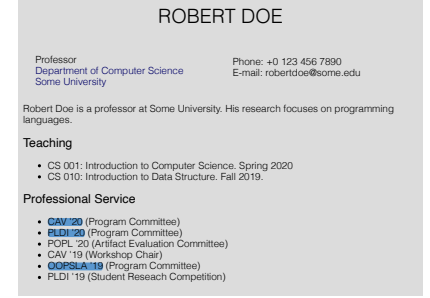 ROBERT DOE
Professor
Department of Computer Science
Some University
Phone: +0 123 456 7890
E-mail: robertdoe@some.edu
Robert Doe is a professor at Some University. His research focuses on programming
languages.
Teaching
• CS 001: Introduction to Computer Science. Spring 2020
• CS 010: Introduction to Data Structure. Fall 2019.
Professional Service
• CAV '20 (Program Committee)
• PLDI '20 (Program Committee)
• POPL '20 (Artifact Evaluation Committee)
• CAV '19 (Workshop Chair)
• OOPSLA '19 (Program Committee)
• PLDI '19 (Student Reseach Competition)